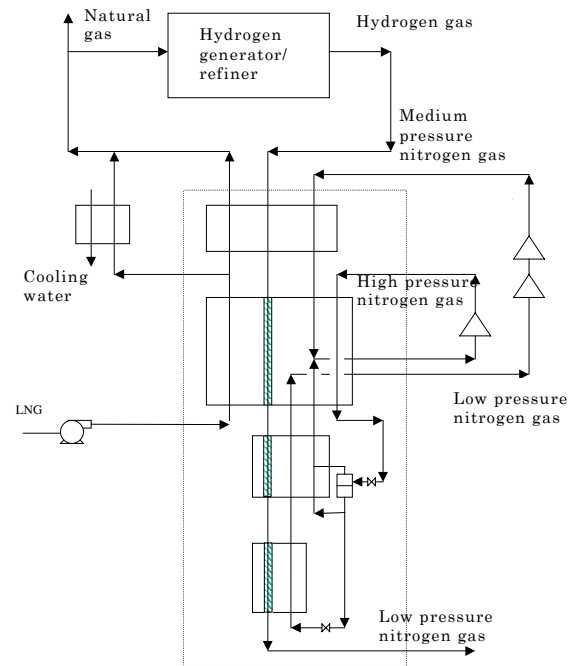 Natural
gas
Hydrogen gas
Hydrogen
generator/
refiner
Medium
pressure
nitrogen gas
Cooling
water
High pressure
nitrogen gas
Low pressure
nitrogen gas
LNG
Low pressure
nitrogen gas